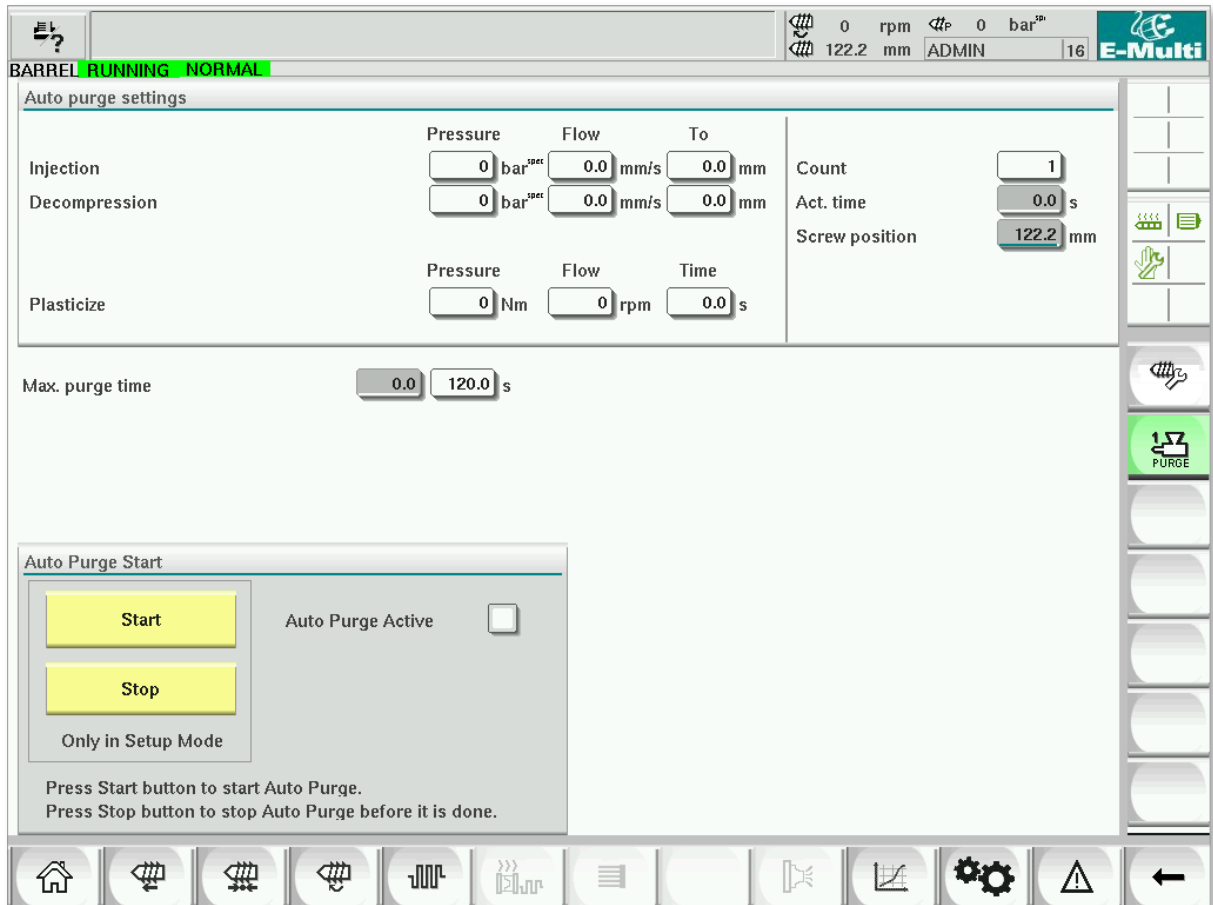 ? 0 rpm P 0 bar spe
122.2 mm ADMIN 16 E-Multi
BARREL RUNNING NORMAL
Auto purge settings
Pressure Flow To
Injection 0 bar spec 0.0 mm/s 0.0 mm Count 1
Decompression 0 bar spec 0.0 mm/s 0.0 mm Act. time 0.0 s
Screw position 122.2 mm
Pressure Flow Time
Plasticize 0 Nm 0 rpm 0.0 s
Max. purge time 0.0 120.0 s
1
PURGE
Auto Purge Start
Start Auto Purge Active
Stop
Only in Setup Mode
Press Start button to start Auto Purge.
Press Stop button to stop Auto Purge before it is done.